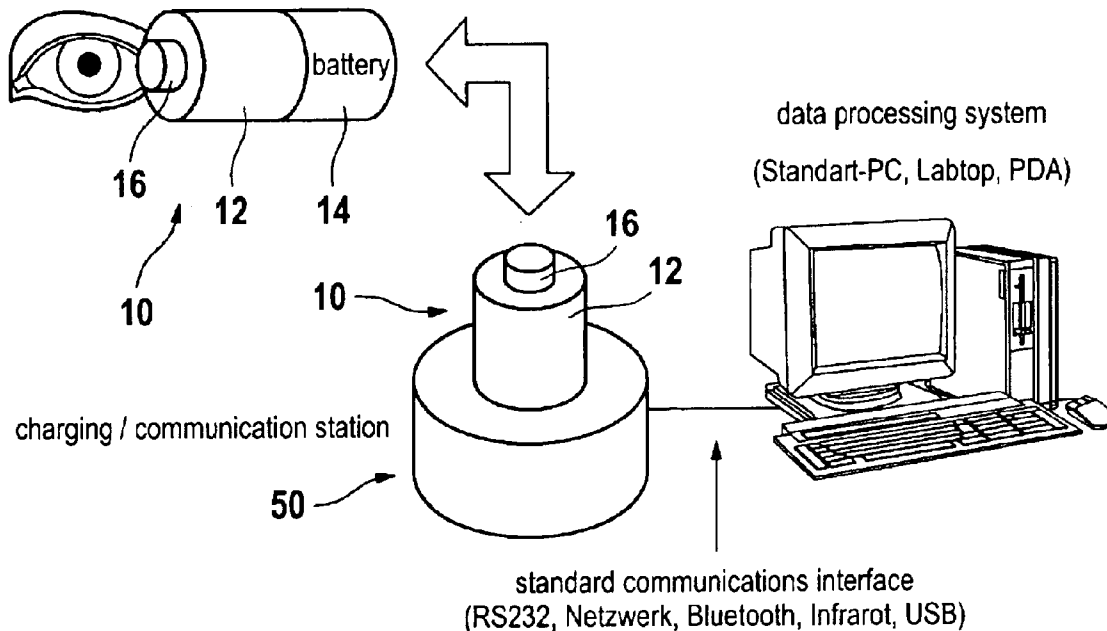 battery
16
12
14
10
data processing system
(Standart-PC, Labtop, PDA)
16
10
12
charging / communication station
50
standard communications interface
(RS232, Netzwerk, Bluetooth, Infrarot, USB)